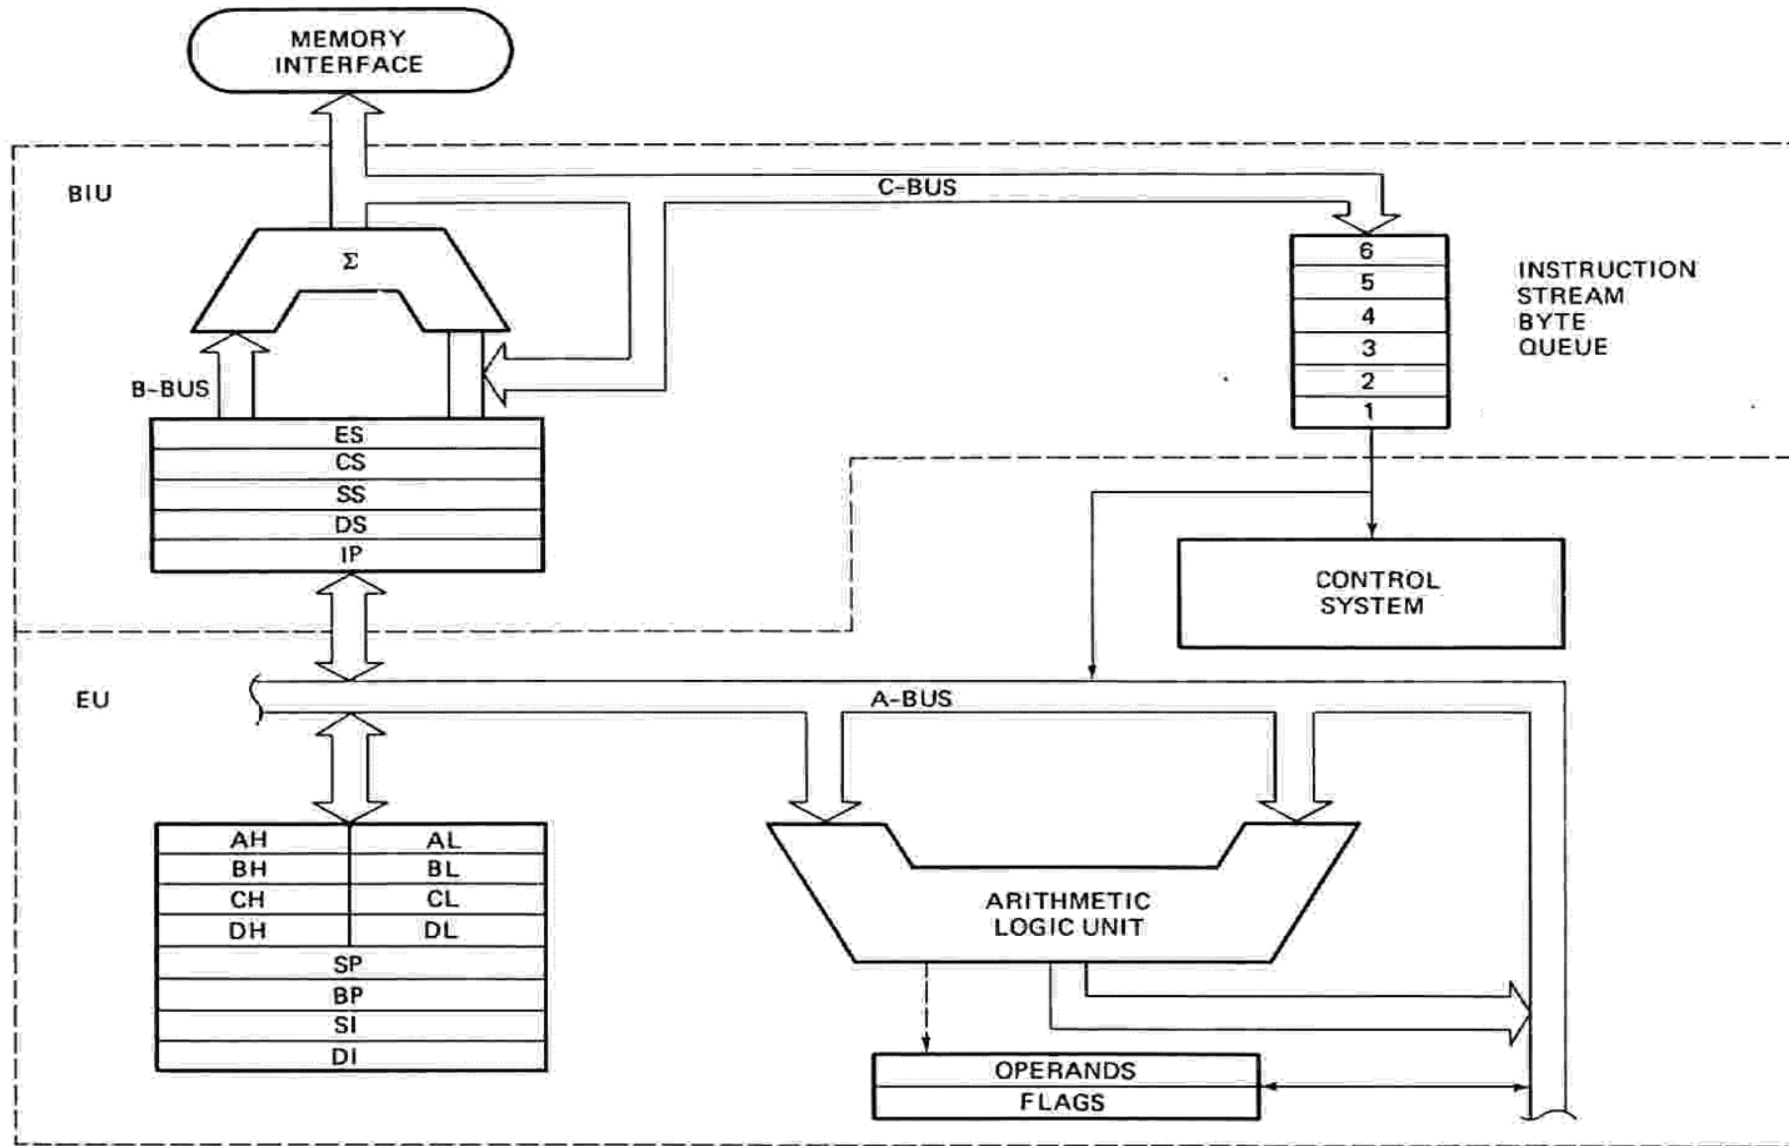 MEMORY
INTERFACE
BIU
C-BUS
Σ
B-BUS
6
5
4
3
2
1
INSTRUCTION
STREAM
BYTE
QUEUE
ES
CS
SS
DS
IP
CONTROL
SYSTEM
EU
A-BUS
AH AL
BH BL
CH CL
DH DL
SP
BP
SI
DI
ARITHMETIC
LOGIC UNIT
OPERANDS
FLAGS